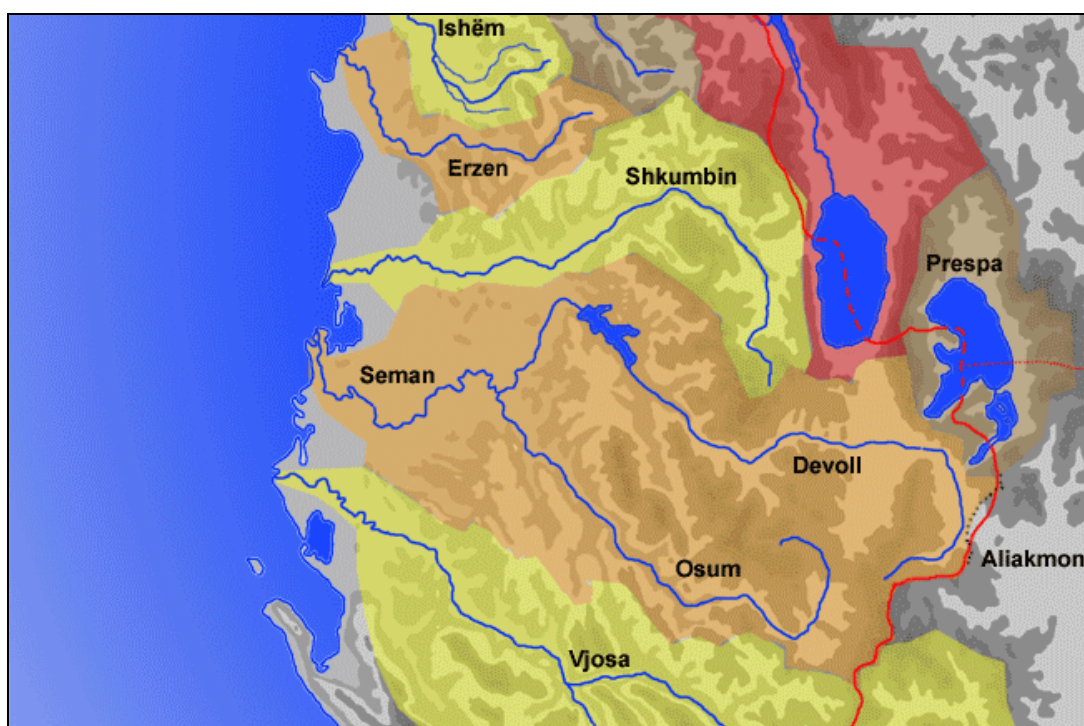 Ishëm
Erzen
Shkumbin
Prespa
Seman
Devoll
Aliakmon
Osum
Vjosa